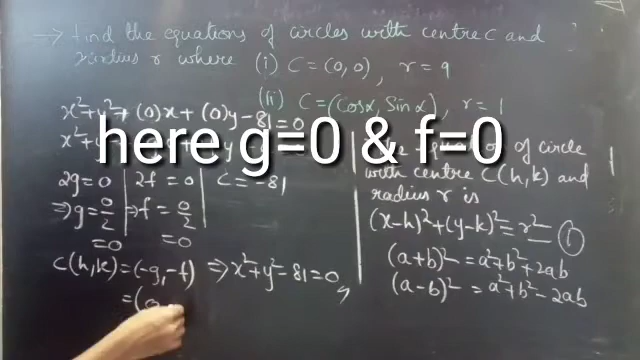 → Find the equations of circles with centre C and
radius r where (i) C = (0, 0), r = 9
(ii) C = (Cosα, Sinα), r = 1
x²+y²+(0)x+(0)y-81=0
here g=0 & f=0
2g=0 | 2f=0 | C=-81
⇒g=0/2 | ⇒f=0/2
=0 | =0
C(h,k)=(-g,-f) ⇒x²+y²-81=0
=(0
of circle
with centre C(h,k) and
radius r is
(x-h)²+(y-k)²=r² — ①
(a+b)²=a²+b²+2ab
(a-b)²=a²+b²-2ab